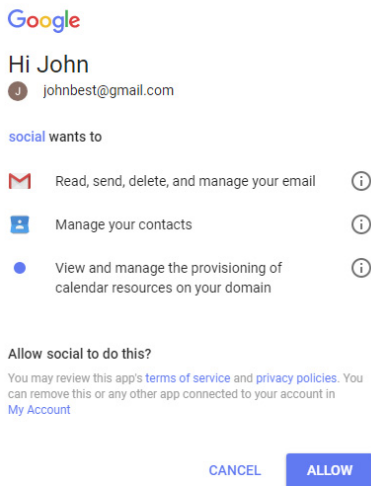 Google
Hi John
J johnbest@gmail.com
social wants to
Read, send, delete, and manage your email
Manage your contacts
View and manage the provisioning of
calendar resources on your domain
Allow social to do this?
You may review this app's terms of service and privacy policies. You
can remove this or any other app connected to your account in
My Account
CANCEL ALLOW